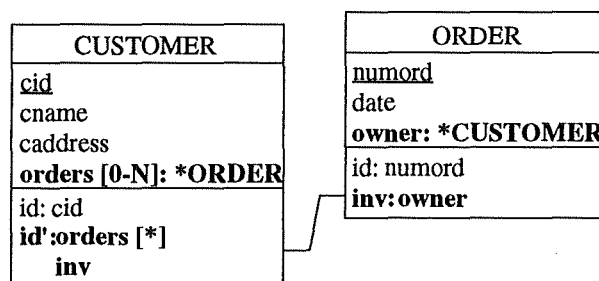 CUSTOMER
cid
cname
caddress
orders [0-N]: *ORDER
id: cid
id':orders [*]
inv
ORDER
numord
date
owner: *CUSTOMER
id: numord
inv:owner